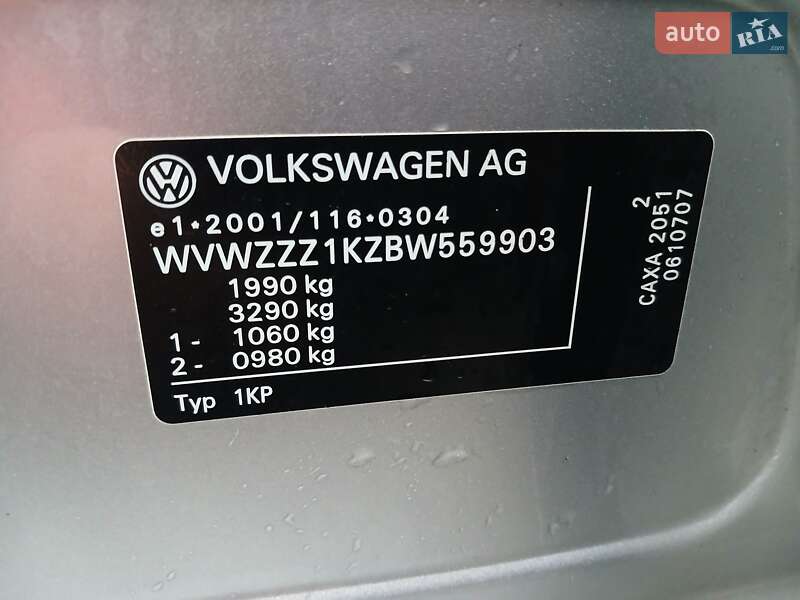 auto RIA
.com
VOLKSWAGEN AG
e1*2001/116*0304
WVWZZZ1KZBW559903
1990 kg
3290 kg
1- 1060 kg
2- 0980 kg
Typ 1KP
2
CAXA 2051
0610707